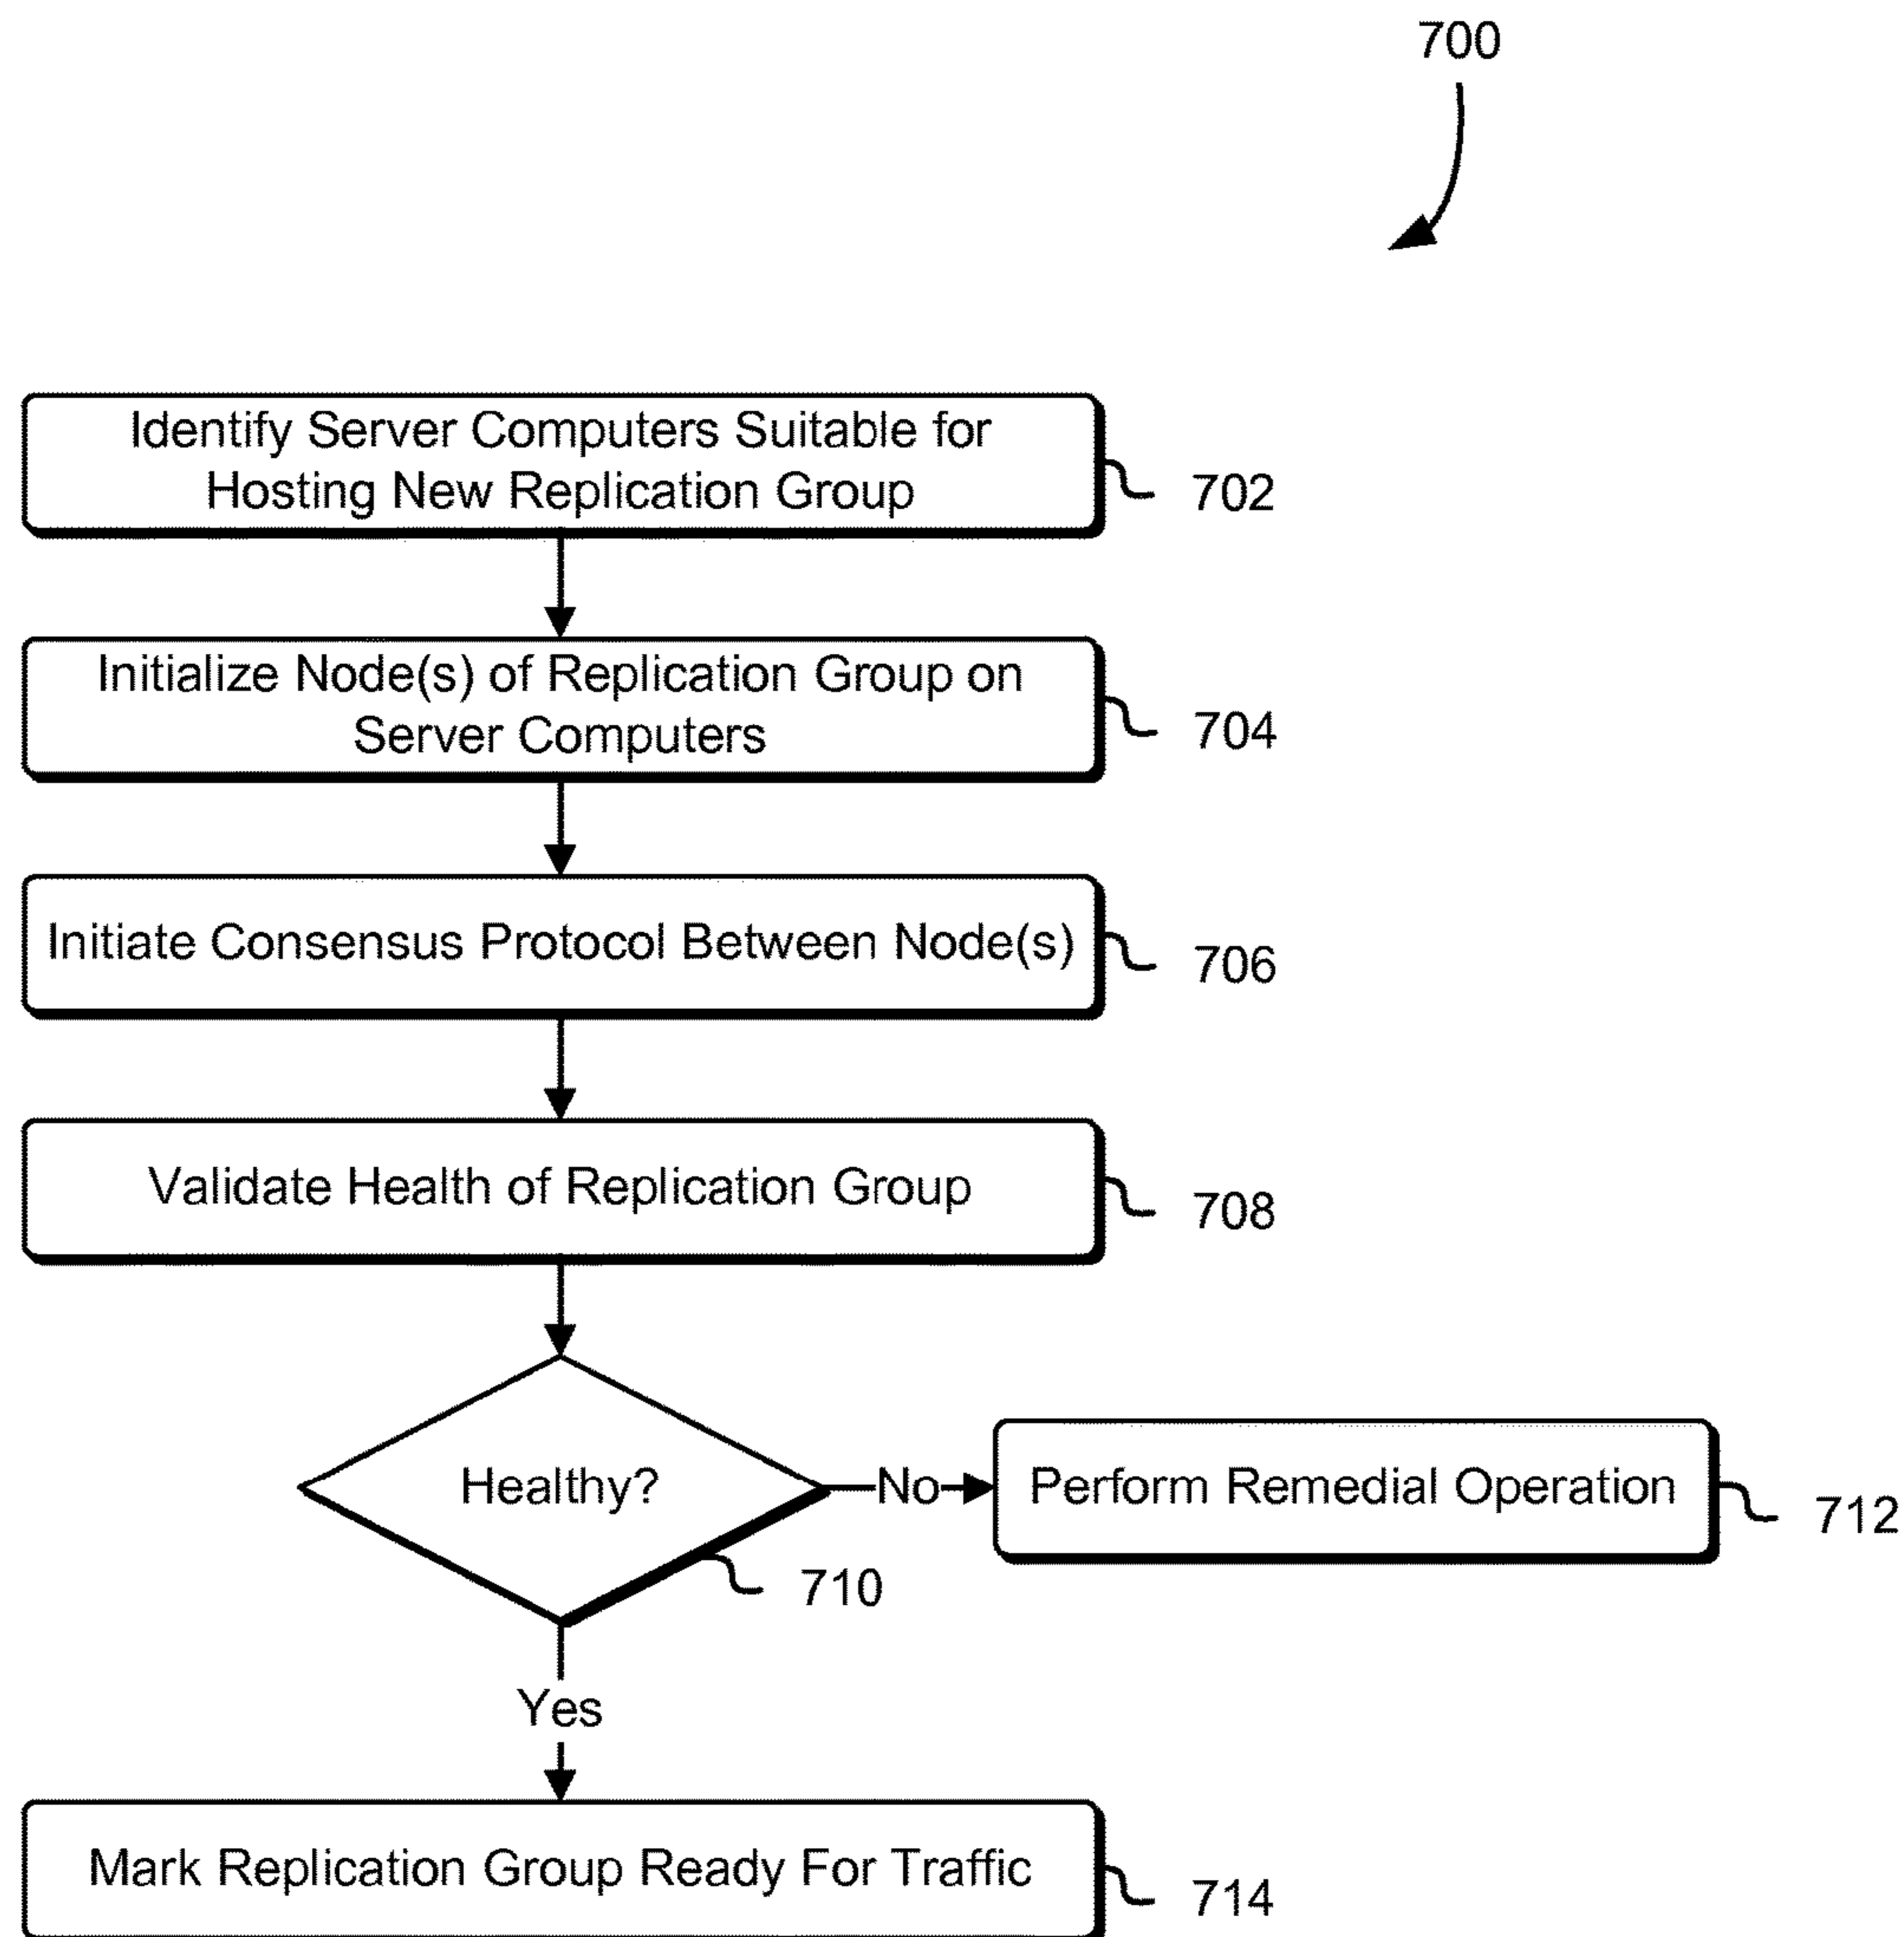 700
Identify Server Computers Suitable for
Hosting New Replication Group
702
Initialize Node(s) of Replication Group on
Server Computers
704
Initiate Consensus Protocol Between Node(s)
706
Validate Health of Replication Group
708
Healthy?
No
Perform Remedial Operation
712
710
Yes
Mark Replication Group Ready For Traffic
714